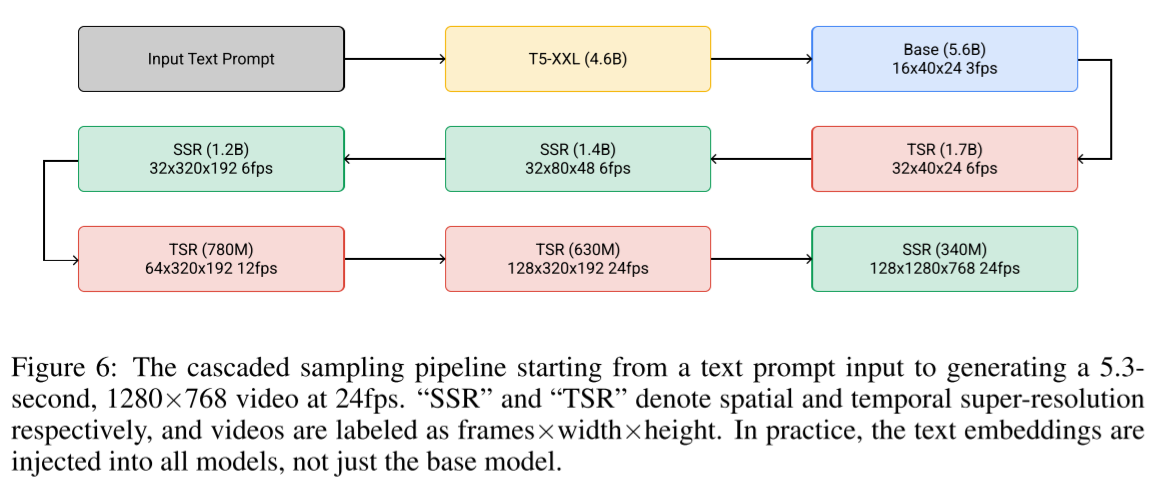 Input Text Prompt
T5-XXL (4.6B)
Base (5.6B)
16x40x24 3fps
SSR (1.2B)
32x320x192 6fps
SSR (1.4B)
32x80x48 6fps
TSR (1.7B)
32x40x24 6fps
TSR (780M)
64x320x192 12fps
TSR (630M)
128x320x192 24fps
SSR (340M)
128x1280x768 24fps
Figure 6: The cascaded sampling pipeline starting from a text prompt input to generating a 5.3-
second, 1280×768 video at 24fps. “SSR” and “TSR” denote spatial and temporal super-resolution
respectively, and videos are labeled as frames×width×height. In practice, the text embeddings are
injected into all models, not just the base model.